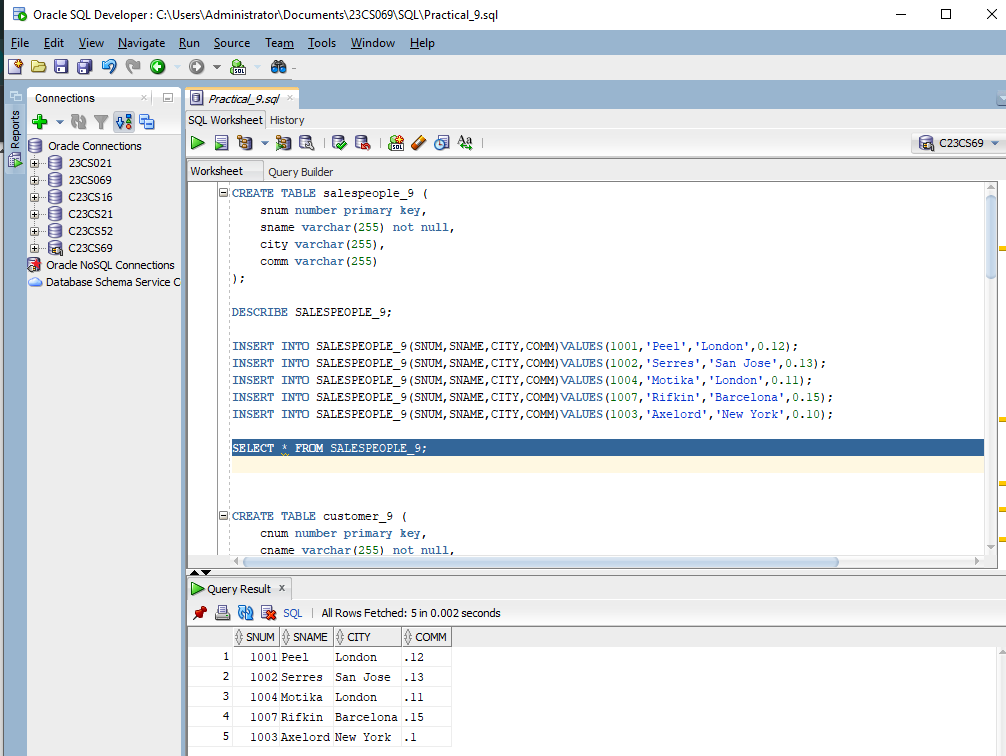 Oracle SQL Developer : C:\Users\Administrator\Documents\23CS069\SQL\Practical_9.sql
File Edit View Navigate Run Source Team Tools Window Help
Reports
Connections
Oracle Connections
23CS021
23CS069
C23CS16
C23CS21
C23CS52
C23CS69
Oracle NoSQL Connections
Database Schema Service C
Practical_9.sql
SQL Worksheet History
Aa
C23CS69
Worksheet Query Builder
CREATE TABLE salespeople_9 (
snum number primary key,
sname varchar(255) not null,
city varchar(255),
comm varchar(255)
);
DESCRIBE SALESPEOPLE_9;
INSERT INTO SALESPEOPLE_9(SNUM,SNAME,CITY,COMM)VALUES(1001,'Peel','London',0.12);
INSERT INTO SALESPEOPLE_9(SNUM,SNAME,CITY,COMM)VALUES(1002,'Serres','San Jose',0.13);
INSERT INTO SALESPEOPLE_9(SNUM,SNAME,CITY,COMM)VALUES(1004,'Motika','London',0.11);
INSERT INTO SALESPEOPLE_9(SNUM,SNAME,CITY,COMM)VALUES(1007,'Rifkin','Barcelona',0.15);
INSERT INTO SALESPEOPLE_9(SNUM,SNAME,CITY,COMM)VALUES(1003,'Axelord','New York',0.10);
SELECT * FROM SALESPEOPLE_9;
CREATE TABLE customer_9 (
cnum number primary key,
cname varchar(255) not null,
Query Result x
SQL | All Rows Fetched: 5 in 0.002 seconds
SNUM SNAME CITY COMM
1 1001 Peel London .12
2 1002 Serres San Jose .13
3 1004 Motika London .11
4 1007 Rifkin Barcelona .15
5 1003 Axelord New York .1